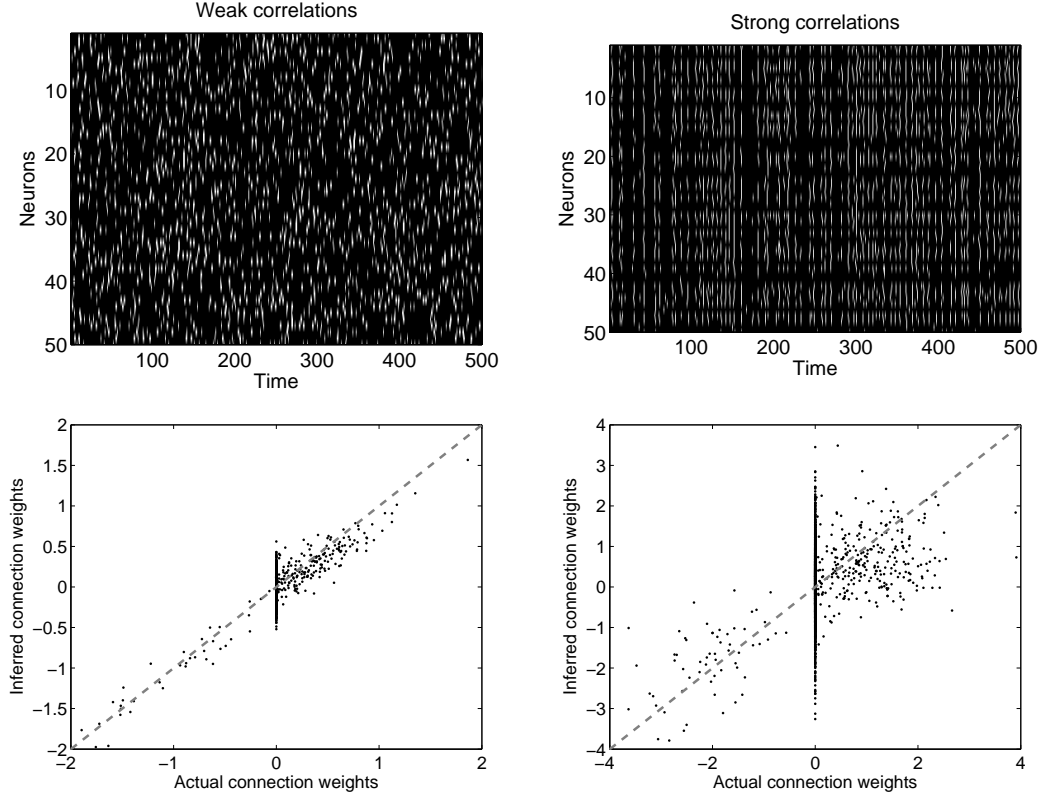 Weak correlations
Neurons
10
20
30
40
50
100 200 300 400 500
Time
Strong correlations
Neurons
10
20
30
40
50
100 200 300 400 500
Time
Inferred connection weights
2
1.5
1
0.5
0
−0.5
−1
−1.5
−2
−2 −1 0 1 2
Actual connection weights
Inferred connection weights
4
3
2
1
0
−1
−2
−3
−4
−4 −2 0 2 4
Actual connection weights